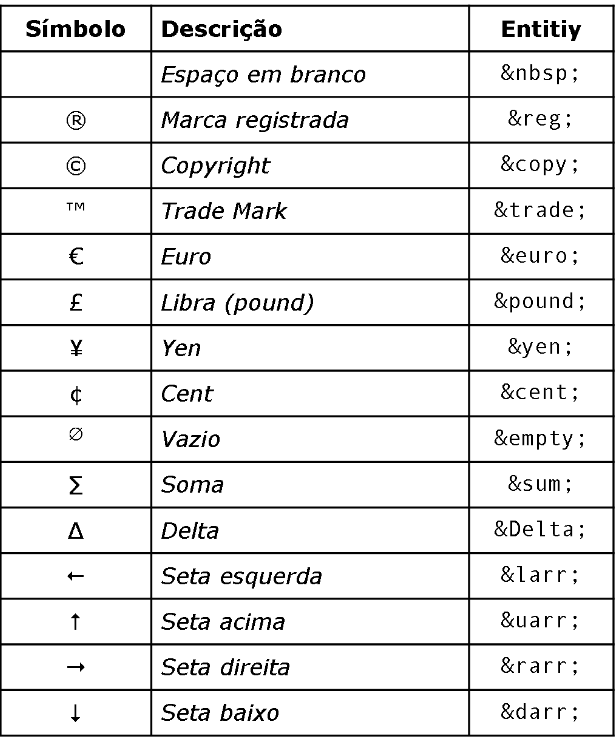 Símbolo Descrição Entitiy
Espaço em branco &nbsp;
® Marca registrada &reg;
© Copyright &copy;
™ Trade Mark &trade;
€ Euro &euro;
£ Libra (pound) &pound;
¥ Yen &yen;
¢ Cent &cent;
∅ Vazio &empty;
Σ Soma &sum;
Δ Delta &Delta;
← Seta esquerda &larr;
↑ Seta acima &uarr;
→ Seta direita &rarr;
↓ Seta baixo &darr;